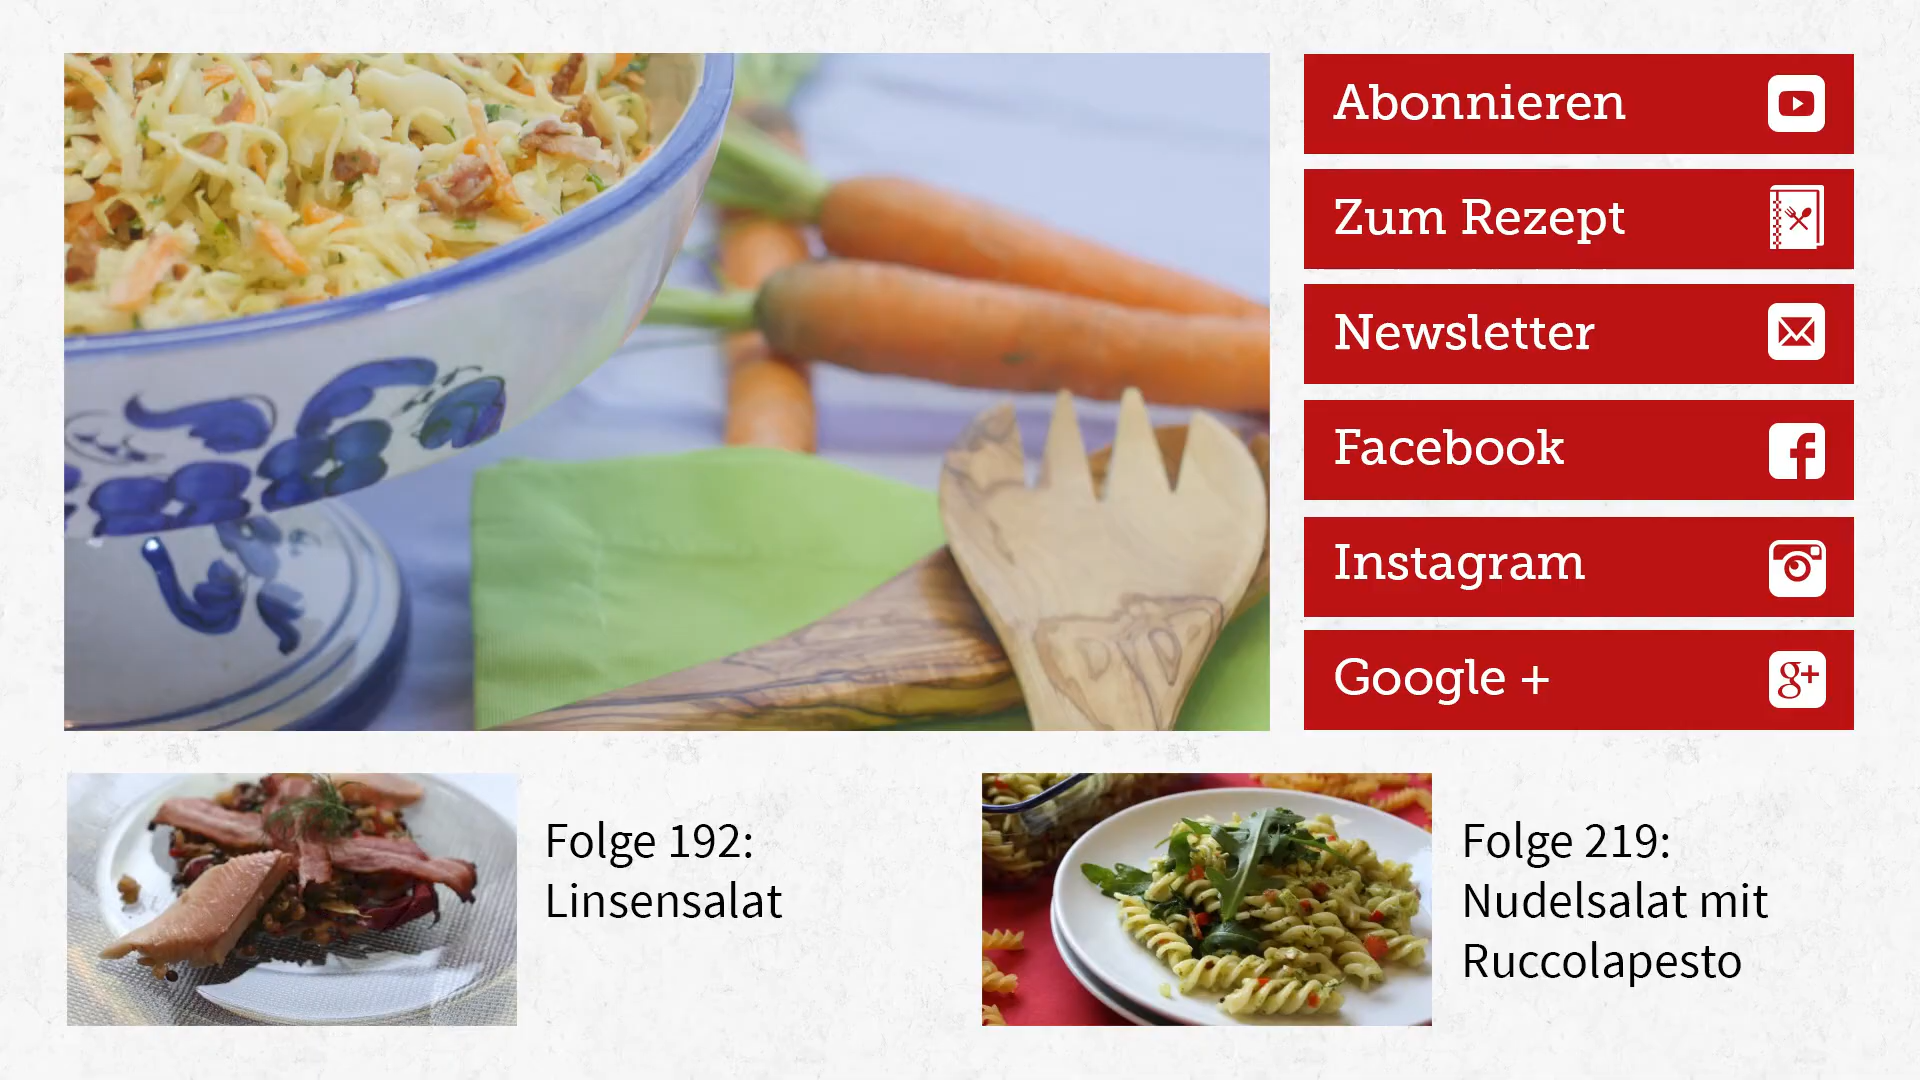 Abonnieren
Zum Rezept
Newsletter
Facebook
Instagram
Google +
g+
Folge 192:
Linsensalat
Folge 219:
Nudelsalat mit
Ruccolapesto